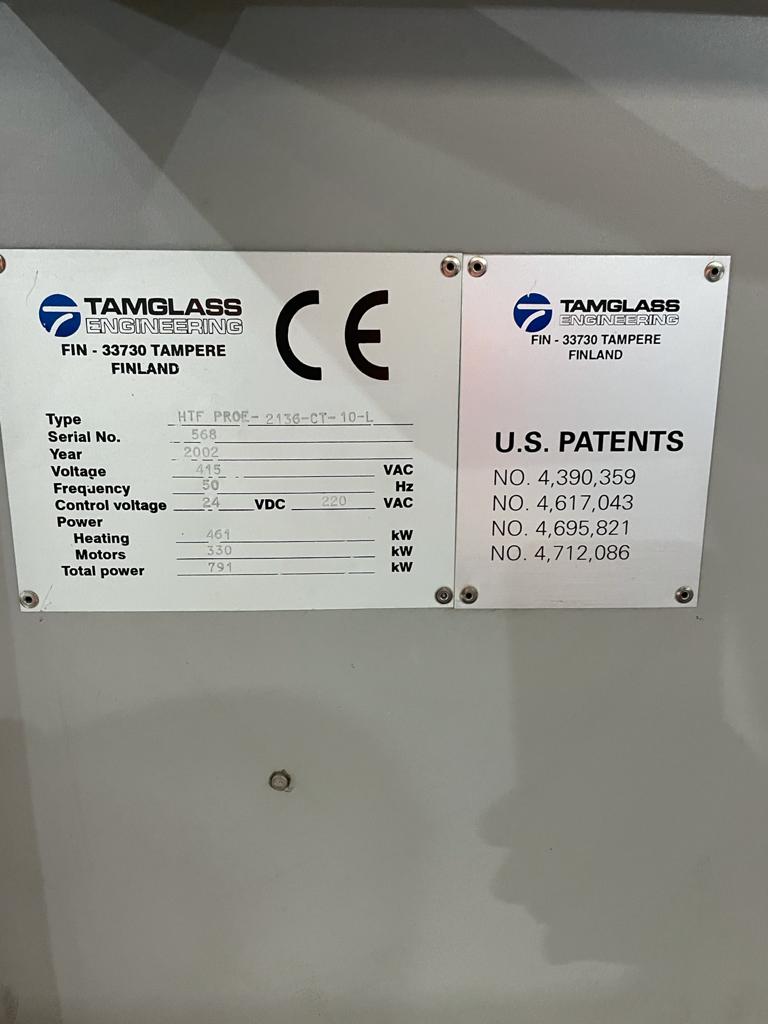 TAMGLASS
ENGINEERING
FIN - 33730 TAMPERE
FINLAND
CE
Type HTF PROE-2136-CT-10-L
Serial No. 568
Year 2002
Voltage 415 VAC
Frequency 50 Hz
Control voltage 24 VDC 220 VAC
Power
Heating 461 kW
Motors 330 kW
Total power 791 kW
TAMGLASS
ENGINEERING
FIN - 33730 TAMPERE
FINLAND
U.S. PATENTS
NO. 4,390,359
NO. 4,617,043
NO. 4,695,821
NO. 4,712,086